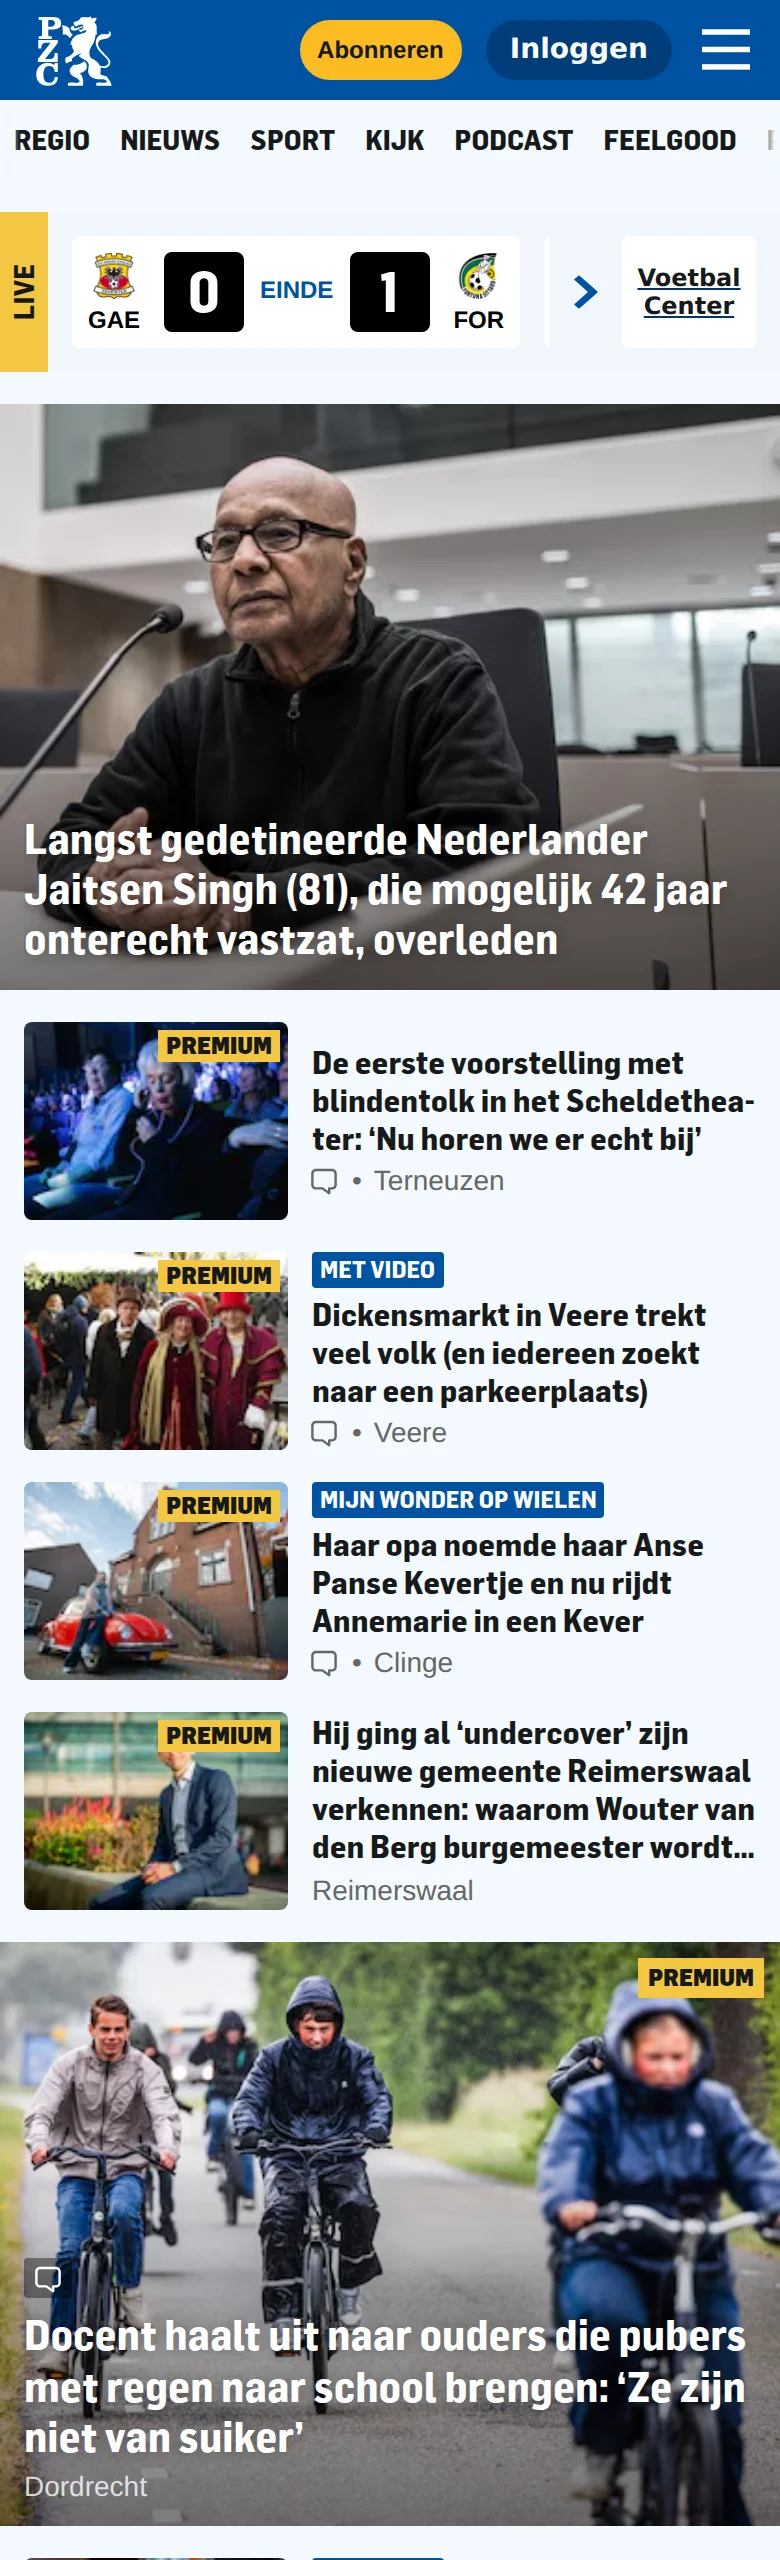 PZC
Abonneren
Inloggen
REGIO NIEUWS SPORT KIJK PODCAST FEELGOOD
LIVE
GAE 0 EINDE 1 FOR
Voetbal
Center
Langst gedetineerde Nederlander
Jaitsen Singh (81), die mogelijk 42 jaar
onterecht vastzat, overleden
PREMIUM
De eerste voorstelling met
blindentolk in het Scheldethea-
ter: ‘Nu horen we er echt bij’
• Terneuzen
PREMIUM
MET VIDEO
Dickensmarkt in Veere trekt
veel volk (en iedereen zoekt
naar een parkeerplaats)
• Veere
PREMIUM
MIJN WONDER OP WIELEN
Haar opa noemde haar Anse
Panse Kevertje en nu rijdt
Annemarie in een Kever
• Clinge
PREMIUM
Hij ging al ‘undercover’ zijn
nieuwe gemeente Reimerswaal
verkennen: waarom Wouter van
den Berg burgemeester wordt...
Reimerswaal
PREMIUM
Docent haalt uit naar ouders die pubers
met regen naar school brengen: ‘Ze zijn
niet van suiker’
Dordrecht